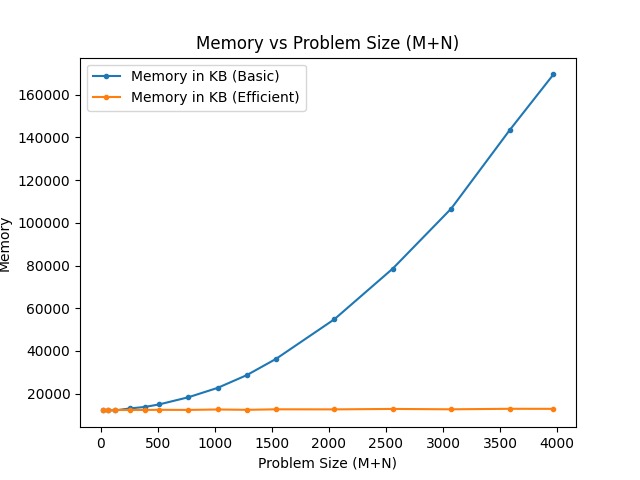 Memory vs Problem Size (M+N)
Memory in KB (Basic)
Memory in KB (Efficient)
160000
140000
120000
100000
80000
60000
40000
20000
Memory
0 500 1000 1500 2000 2500 3000 3500 4000
Problem Size (M+N)